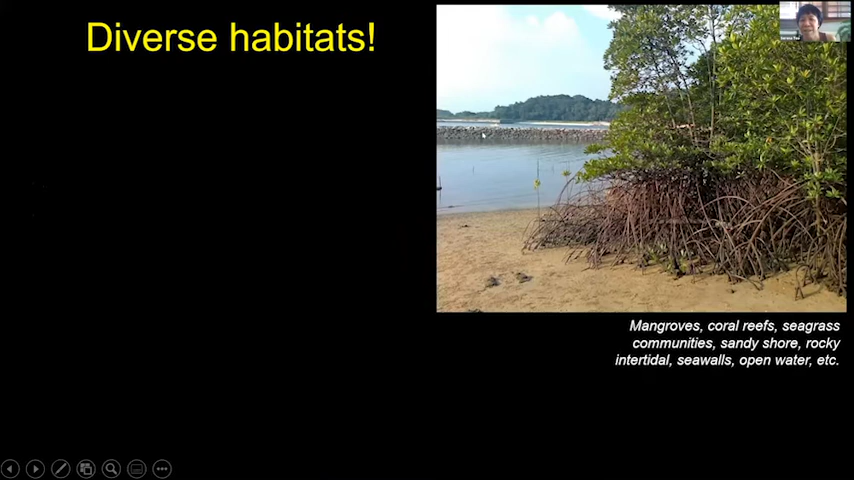 Diverse habitats!
Mangroves, coral reefs, seagrass
communities, sandy shore, rocky
intertidal, seawalls, open water, etc.